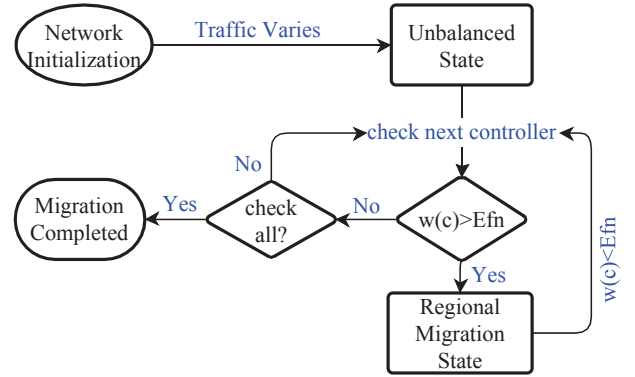 Network
Initialization
Traffic Varies
Unbalanced
State
check next controller
No
Migration
Completed
Yes
check
all?
No
w(c)>Efn
w(c)<Efn
Yes
Regional
Migration
State